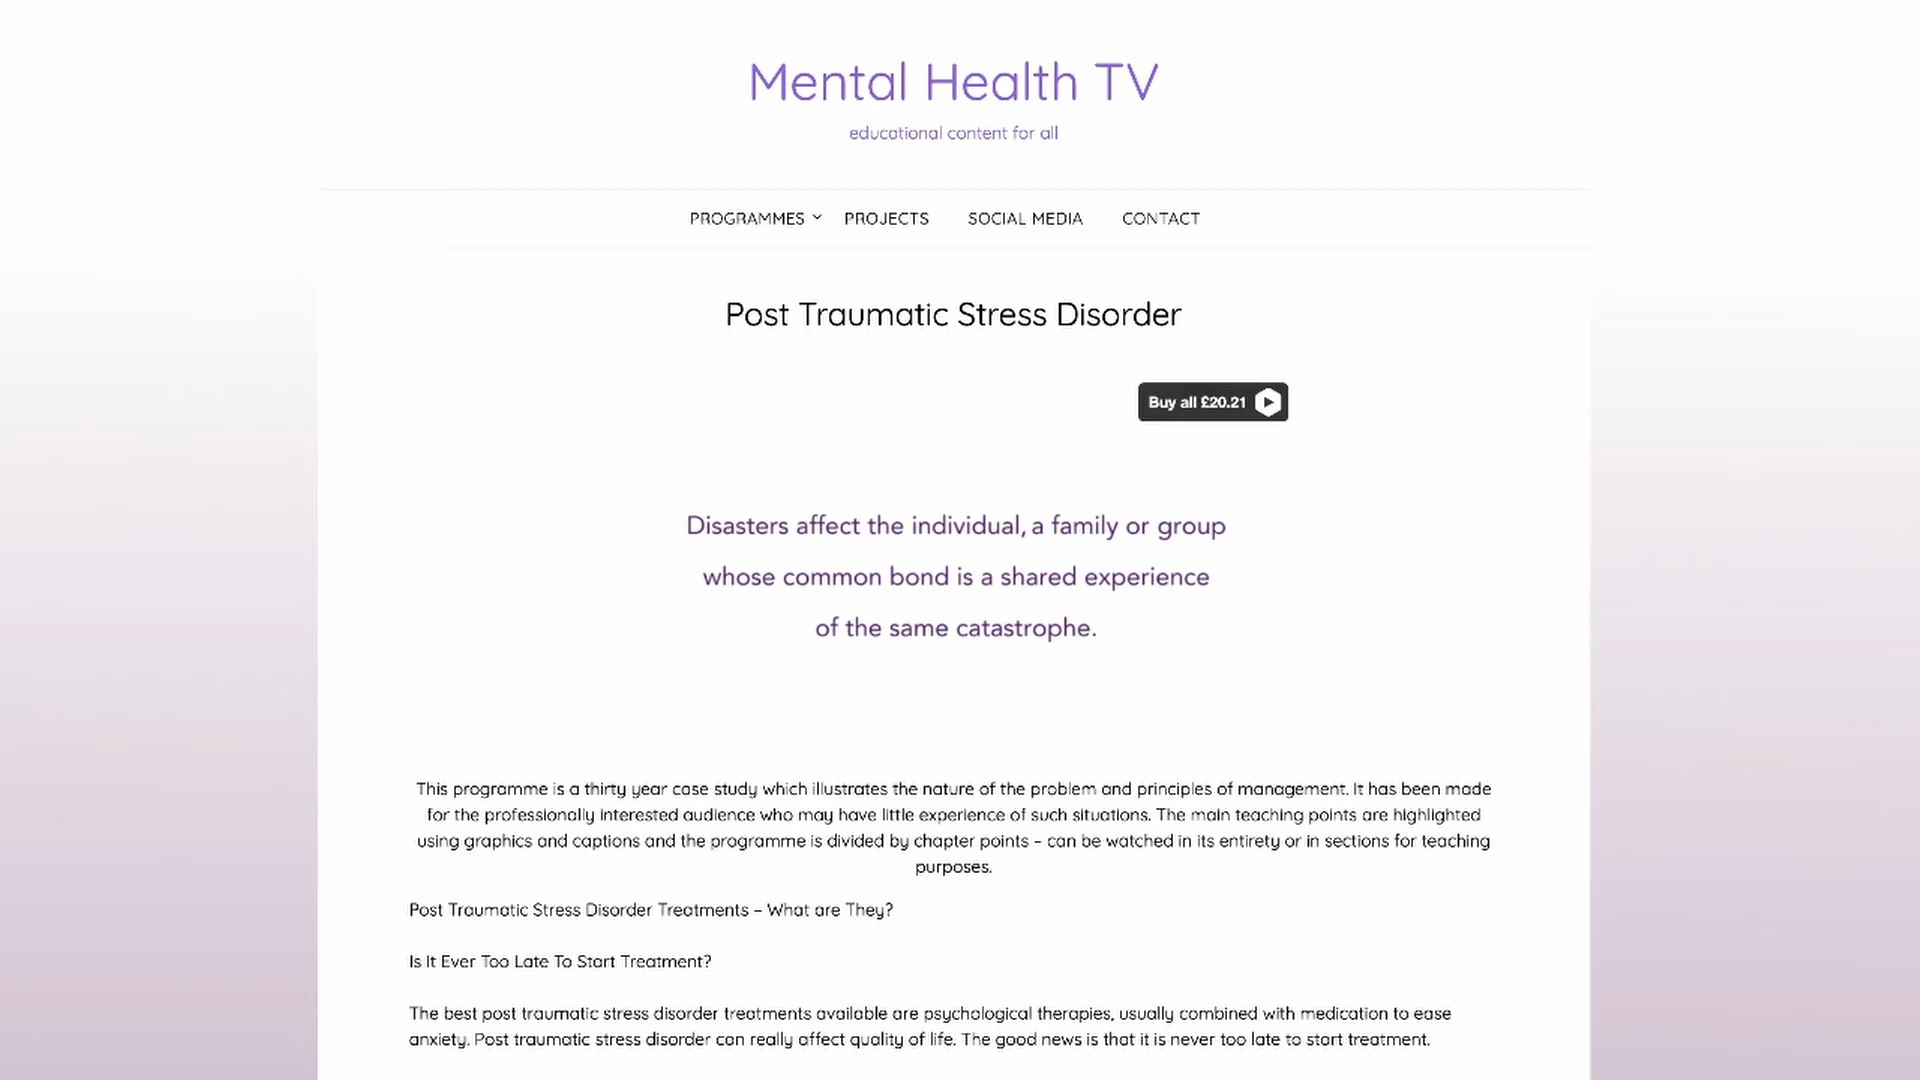 Mental Health TV
educational content for all
PROGRAMMES PROJECTS SOCIAL MEDIA CONTACT
Post Traumatic Stress Disorder
Buy all £20.21
Disasters affect the individual, a family or group
whose common bond is a shared experience
of the same catastrophe.
This programme is a thirty year case study which illustrates the nature of the problem and principles of management. It has been made
for the professionally interested audience who may have little experience of such situations. The main teaching points are highlighted
using graphics and captions and the programme is divided by chapter points – can be watched in its entirety or in sections for teaching
purposes.
Post Traumatic Stress Disorder Treatments – What are They?
Is It Ever Too Late To Start Treatment?
The best post traumatic stress disorder treatments available are psychological therapies, usually combined with medication to ease
anxiety. Post traumatic stress disorder can really affect quality of life. The good news is that it is never too late to start treatment.